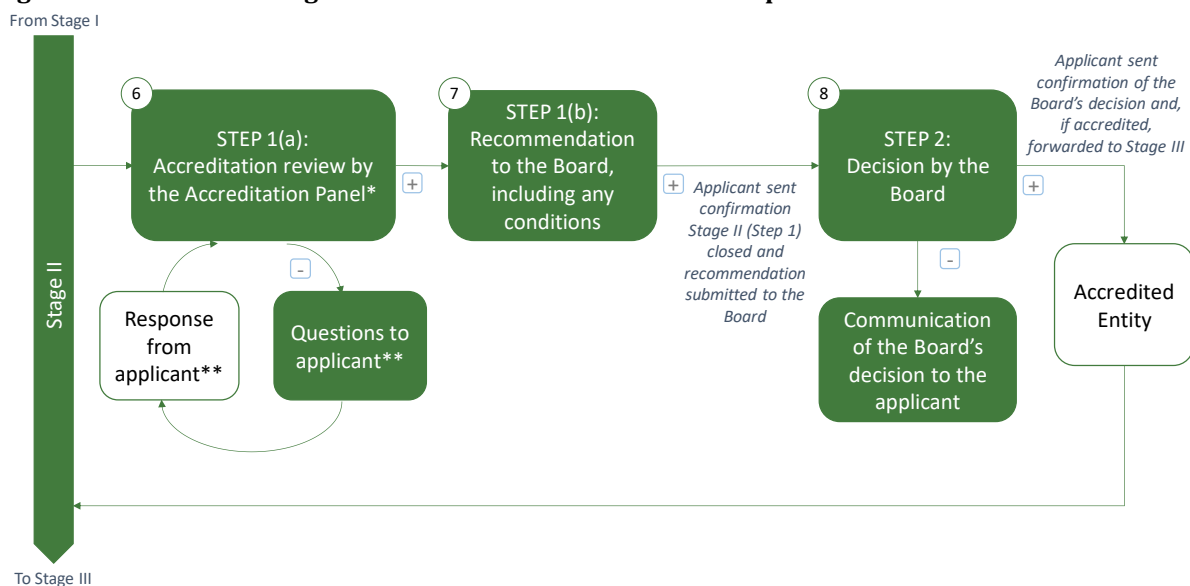 From Stage I
Stage II
6
STEP 1(a):
Accreditation review by
the Accreditation Panel*
+
-
Response
from
applicant**
Questions to
applicant**
7
STEP 1(b):
Recommendation
to the Board,
including any
conditions
+
Applicant sent
confirmation
Stage II (Step 1)
closed and
recommendation
submitted to the
Board
8
STEP 2:
Decision by the
Board
+
-
Communication
of the Board's
decision to the
applicant
Applicant sent
confirmation of the
Board's decision and,
if accredited,
forwarded to Stage III
Accredited
Entity
To Stage III